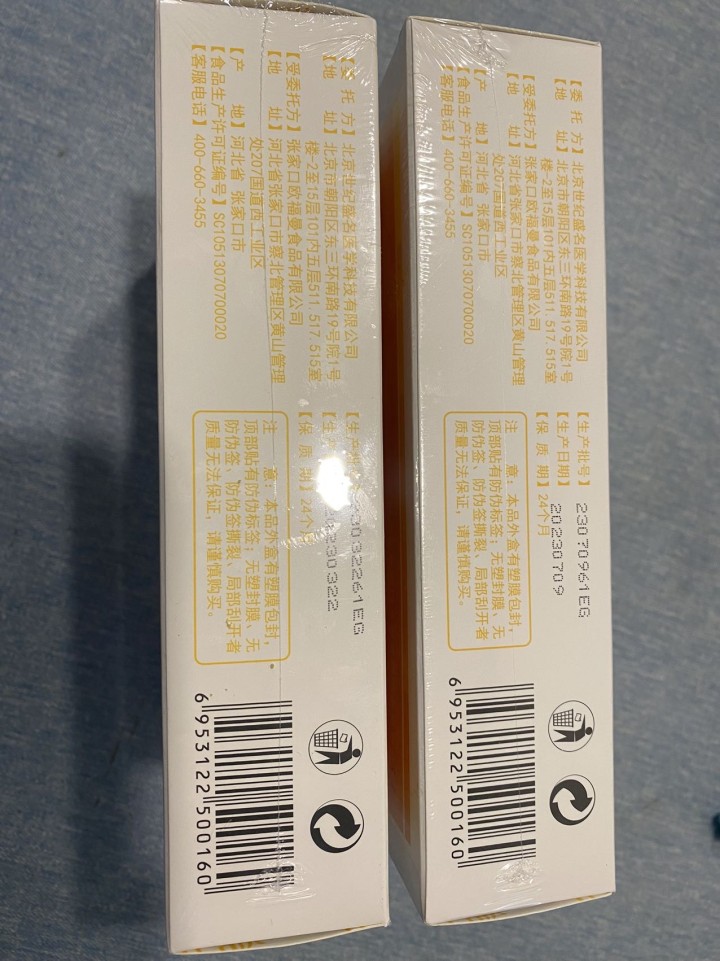 【委 托 方】北京世纪盛名医学科技有限公司
【地 址】北京市朝阳区东三环南路19号院1号
楼-2至15层101内五层511.517.515室
【受委托方】张家口欧福曼食品有限公司
【地 址】河北省张家口市察北管理区黄山管理
处207国道西工业区
【产 地】河北省 张家口市
【食品生产许可证编号】SC10513070700020
【客服电话】400-660-3455
【生产批
30322261EG
【生产
20230322
【保 质 期】24个月
注 意:本品外盒有塑膜包封,
顶部贴有防伪标签;无塑封膜、无
防伪签、防伪签撕裂、局部刮开者
质量无法保证,请谨慎购买。
6 953122 500160
【委 托 方】北京世纪盛名医学科技有限公司
【地 址】北京市朝阳区东三环南路19号院1号
楼-2至15层101内五层511.517.515室
【受委托方】张家口欧福曼食品有限公司
【地 址】河北省张家口市察北管理区黄山管理
处207国道西工业区
【产 地】河北省 张家口市
【食品生产许可证编号】SC10513070700020
【客服电话】400-660-3455
【生产批号】23070961EG
【生产日期】20230709
【保 质 期】24个月
注 意:本品外盒有塑膜包封,
顶部贴有防伪标签;无塑封膜、无
防伪签、防伪签撕裂、局部刮开者
质量无法保证,请谨慎购买。
6 953122 500160